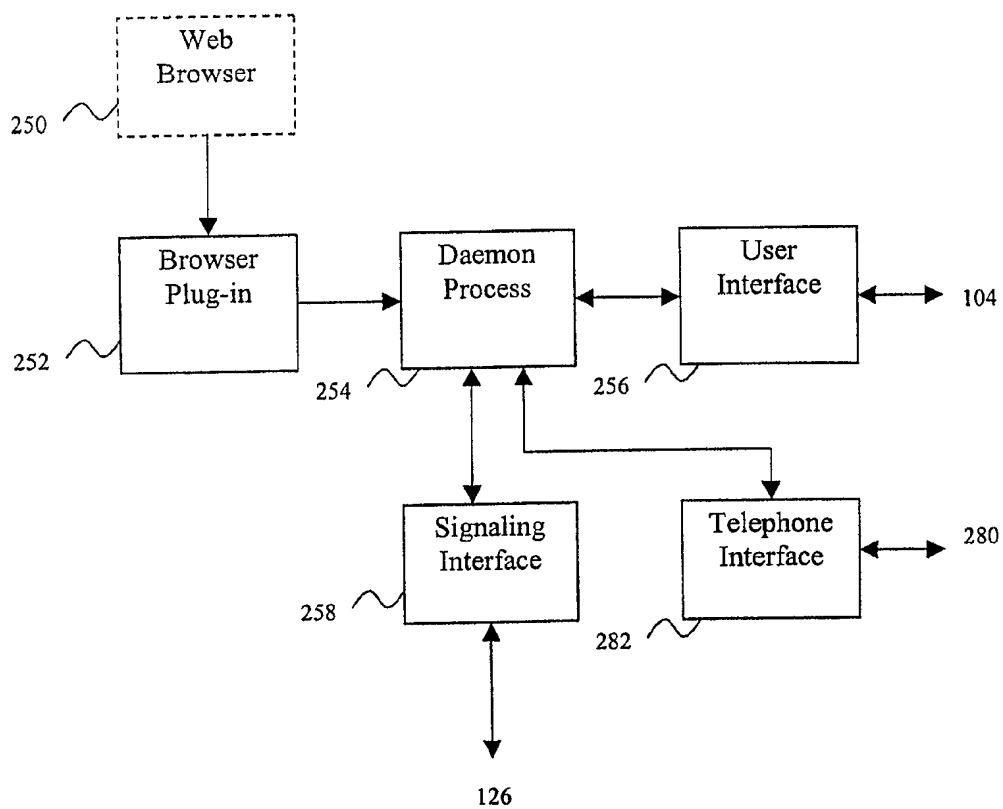 Web
Browser
250
Browser
Plug-in
252
Daemon
Process
254
User
Interface
256
104
Signaling
Interface
258
Telephone
Interface
282
280
126